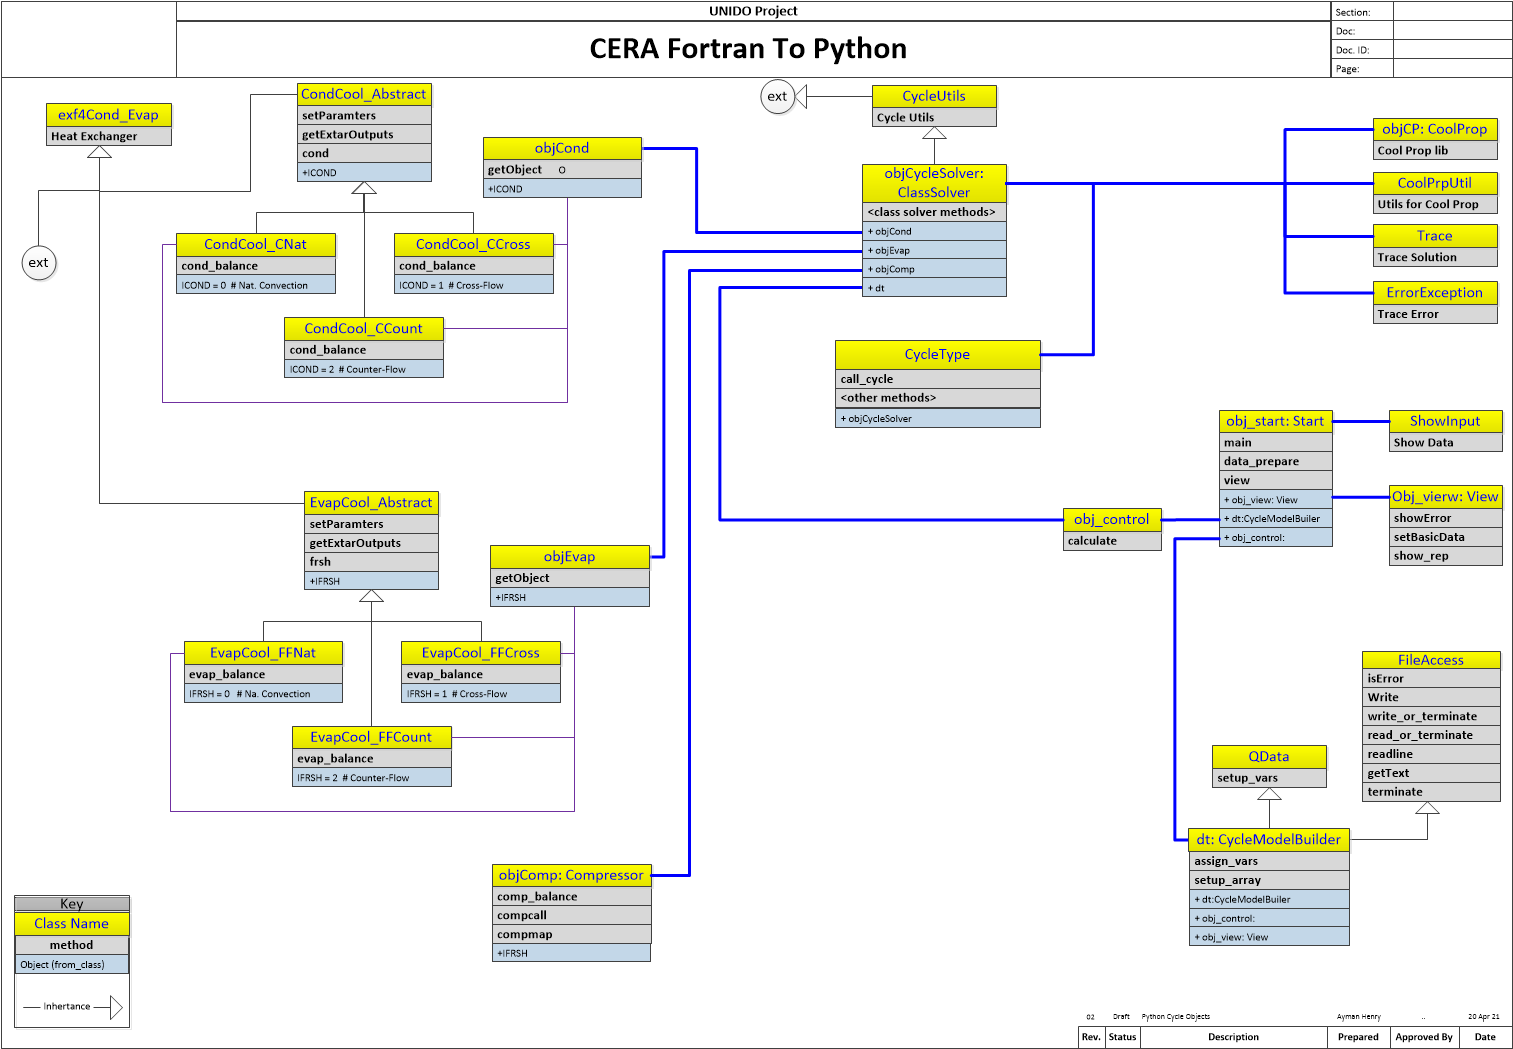 UNIDO Project
CERA Fortran To Python
Section:
Doc:
Doc. ID:
Page:
exf4Cond_Evap
Heat Exchanger
ext
CondCool_Abstract
setParamters
getExtarOutputs
cond
+ICOND
CondCool_CNat
cond_balance
ICOND = 0 # Nat. Convection
CondCool_CCross
cond_balance
ICOND = 1 # Cross-Flow
CondCool_CCount
cond_balance
ICOND = 2 # Counter-Flow
objCond
getObject O
+ICOND
ext
CycleUtils
Cycle Utils
objCycleSolver:
ClassSolver
<class solver methods>
+ objCond
+ objEvap
+ objComp
+ dt
CycleType
call_cycle
<other methods>
+ objCycleSolver
objCP: CoolProp
Cool Prop lib
CoolPrpUtil
Utils for Cool Prop
Trace
Trace Solution
ErrorException
Trace Error
obj_start: Start
main
data_prepare
view
+ obj_view: View
+ dt:CycleModelBuiler
+ obj_control:
ShowInput
Show Data
Obj_vierw: View
showError
setBasicData
show_rep
obj_control
calculate
EvapCool_Abstract
setParamters
getExtarOutputs
frsh
+IFRSH
EvapCool_FFNat
evap_balance
IFRSH = 0 # Na. Convection
EvapCool_FFCross
evap_balance
IFRSH = 1 # Cross-Flow
EvapCool_FFCount
evap_balance
IFRSH = 2 # Counter-Flow
objEvap
getObject
+IFRSH
objComp: Compressor
comp_balance
compcall
compmap
+IFRSH
FileAccess
isError
Write
write_or_terminate
read_or_terminate
readline
getText
terminate
QData
setup_vars
dt: CycleModelBuilder
assign_vars
setup_array
+ dt:CycleModelBuiler
+ obj_control:
+ obj_view: View
Key
Class Name
method
Object (from_class)
Inhertance
02 Draft Python Cycle Objects Ayman Henry .. 20 Apr 21
Rev. Status Description Prepared Approved By Date